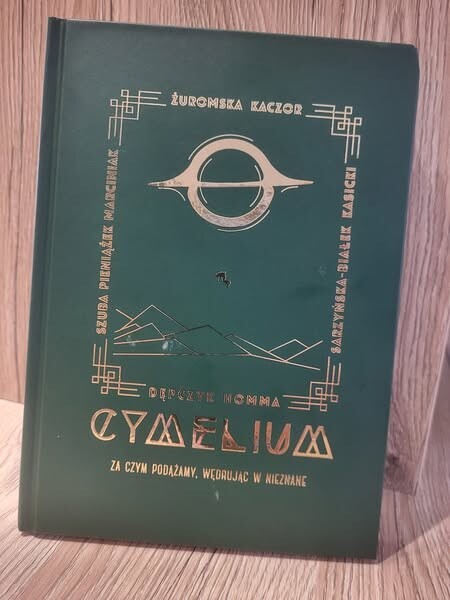 ŻUROMSKA KACZOR
SZUBA PIENIĄŻEK MARCINIAK
SARZYŃSKA-BIAŁEK KASICKI
DĘPCZYK HOMMA
CYMELIUM
ZA CZYM PODĄŻAMY, WĘDRUJĄC W NIEZNANE